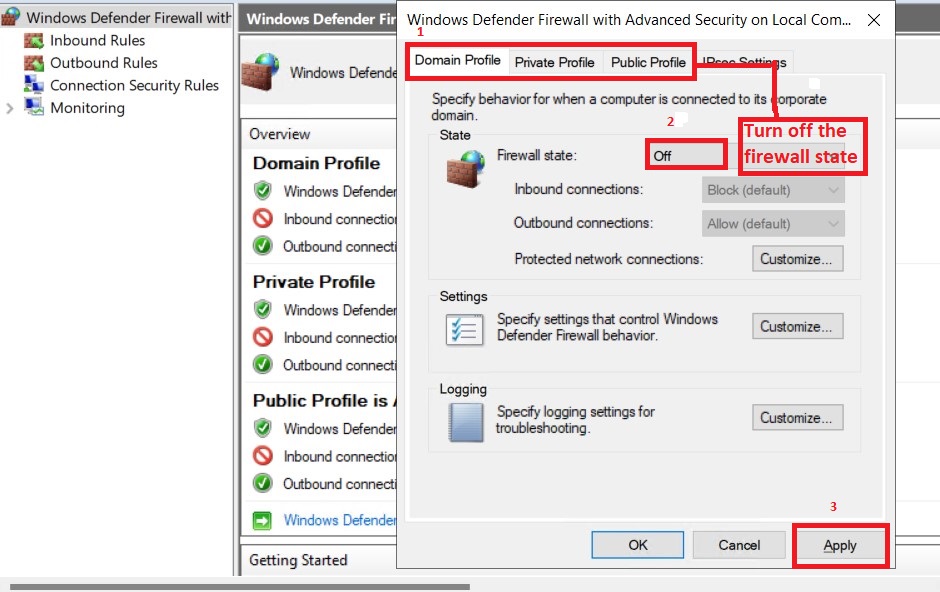 Windows Defender Firewall with
Inbound Rules
Outbound Rules
Connection Security Rules
Monitoring
Windows Defender Fi
Windows Defende
Overview
Domain Profile
Windows Defender
Inbound connection
Outbound connecti
Private Profile
Windows Defender
Inbound connection
Outbound connecti
Public Profile is A
Windows Defender
Inbound connection
Outbound connecti
Windows Defender
Getting Started
Windows Defender Firewall with Advanced Security on Local Com...
1
Domain Profile
Private Profile
Public Profile
IPsec Settings
Specify behavior for when a computer is connected to its corporate
domain.
2
State
Turn off the
firewall state
Firewall state:
Off
Inbound connections:
Block (default)
Outbound connections:
Allow (default)
Protected network connections:
Customize...
Settings
Specify settings that control Windows
Defender Firewall behavior.
Customize...
Logging
Specify logging settings for
troubleshooting.
Customize...
3
OK
Cancel
Apply